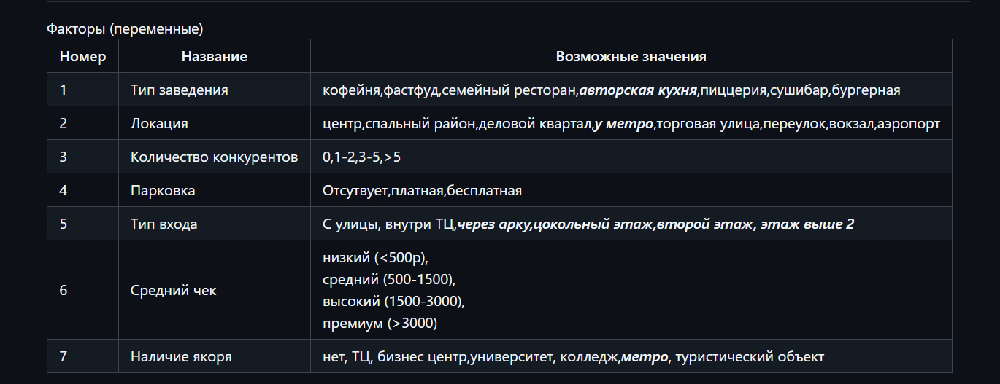 Факторы (переменные)
Номер Название Возможные значения
1 Тип заведения кофейня,фастфуд,семейный ресторан,авторская кухня,пиццерия,сушибар,бургерная
2 Локация центр,спальный район,деловой квартал,у метро,торговая улица,переулок,вокзал,аэропорт
3 Количество конкурентов 0,1-2,3-5,>5
4 Парковка Отсутвует,платная,бесплатная
5 Тип входа С улицы, внутри ТЦ,через арку,цокольный этаж,второй этаж, этаж выше 2
6 Средний чек низкий (<500р),
средний (500-1500),
высокий (1500-3000),
премиум (>3000)
7 Наличие якоря нет, ТЦ, бизнес центр,университет, колледж,метро, туристический объект